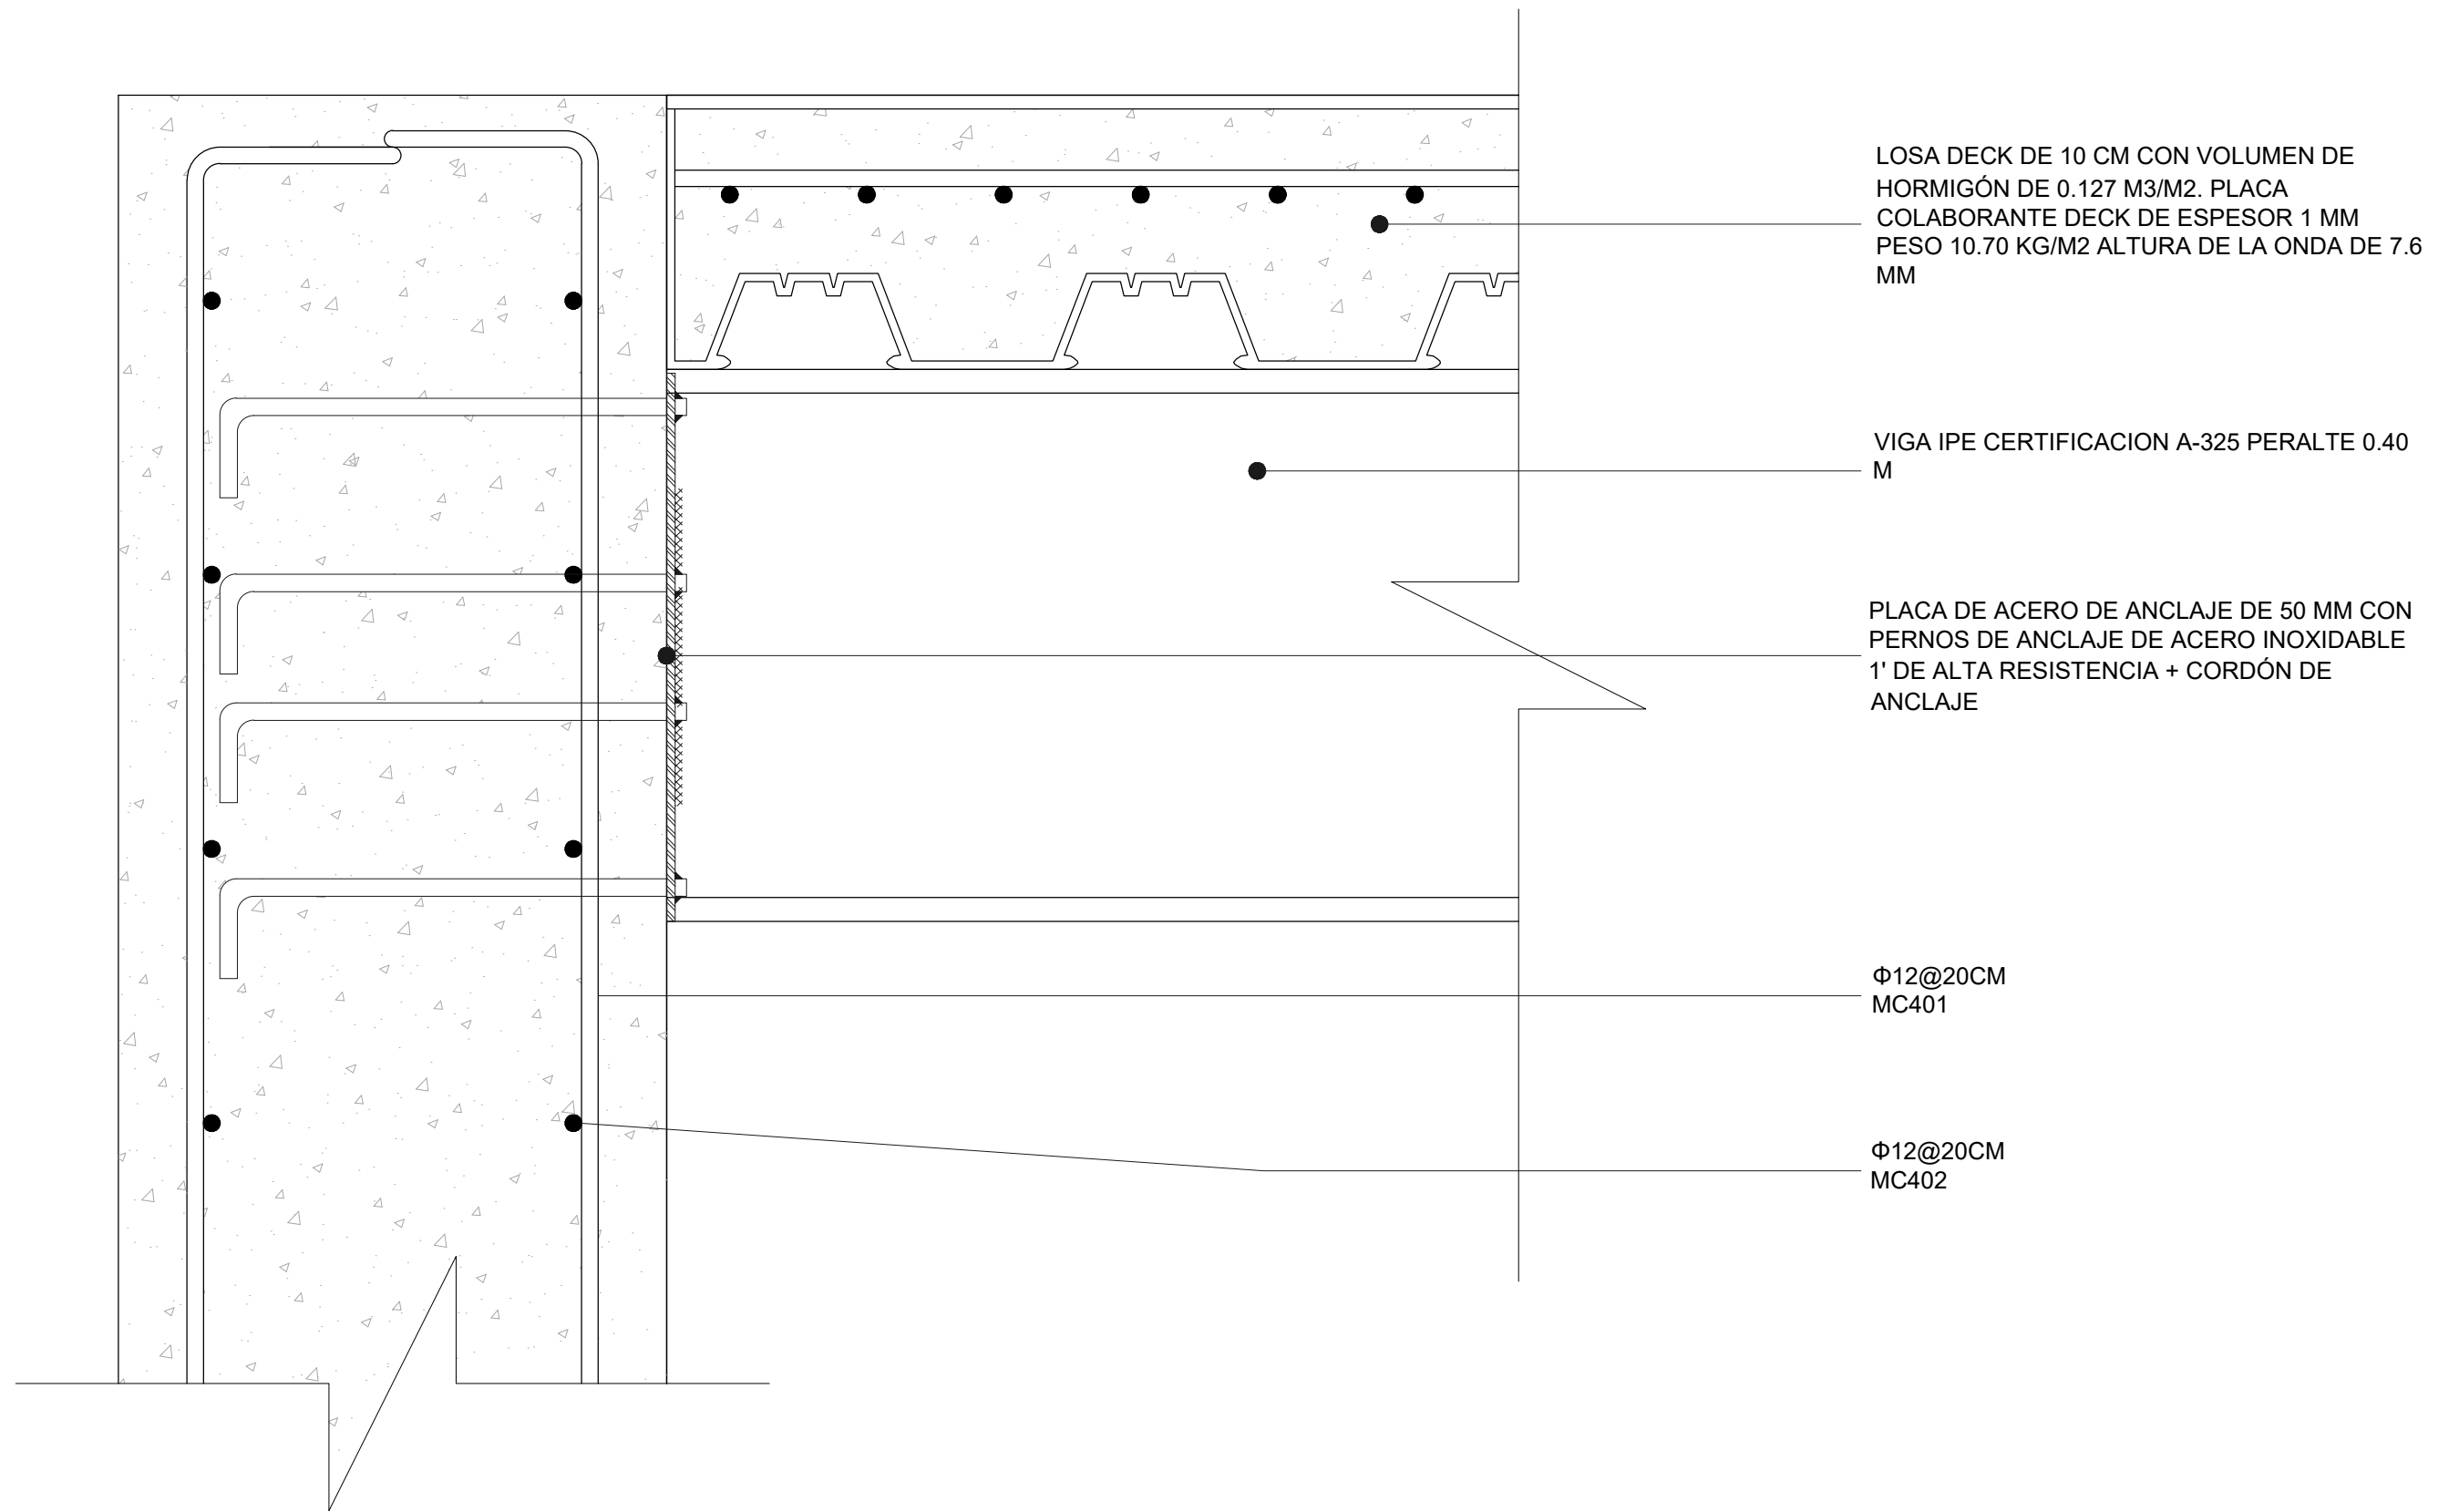 LOSA DECK DE 10 CM CON VOLUMEN DE
HORMIGÓN DE 0.127 M3/M2. PLACA
COLABORANTE DECK DE ESPESOR 1 MM
PESO 10.70 KG/M2 ALTURA DE LA ONDA DE 7.6
MM
VIGA IPE CERTIFICACION A-325 PERALTE 0.40
M
PLACA DE ACERO DE ANCLAJE DE 50 MM CON
PERNOS DE ANCLAJE DE ACERO INOXIDABLE
1' DE ALTA RESISTENCIA + CORDÓN DE
ANCLAJE
Φ12@20CM
MC401
Φ12@20CM
MC402